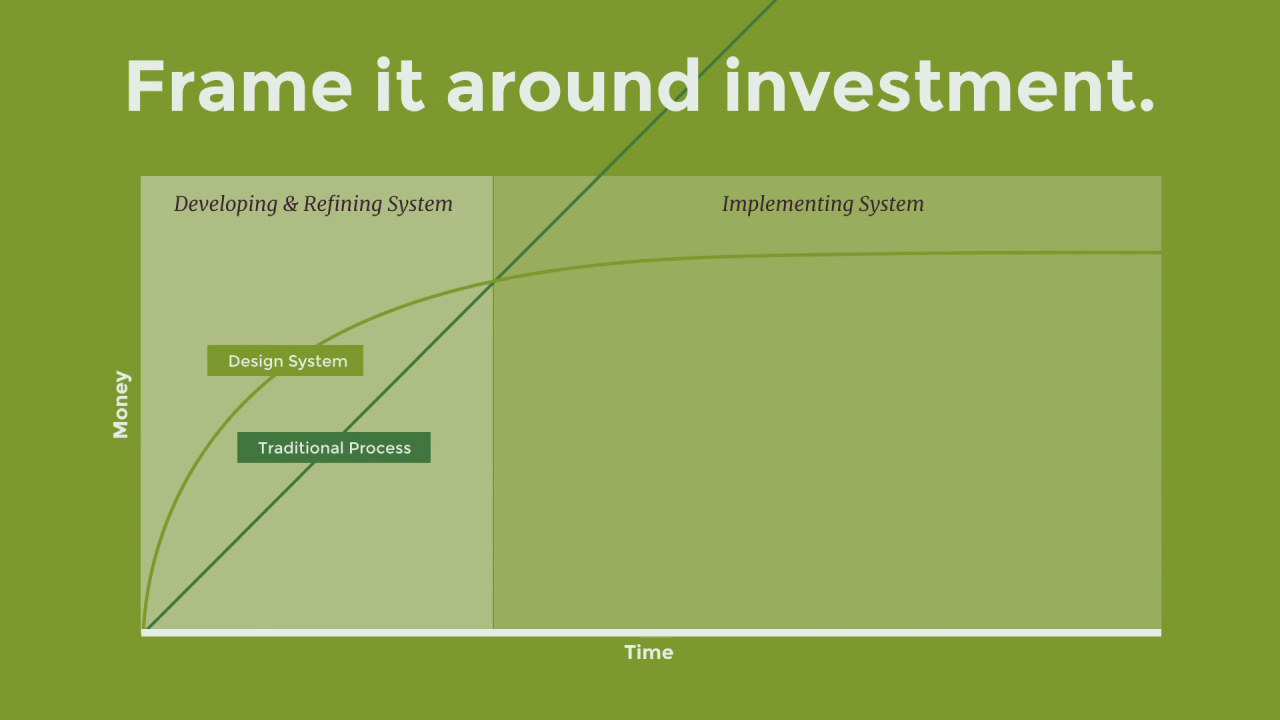 Frame it around investment.
Developing & Refining System
Implementing System
Design System
Traditional Process
Money
Time